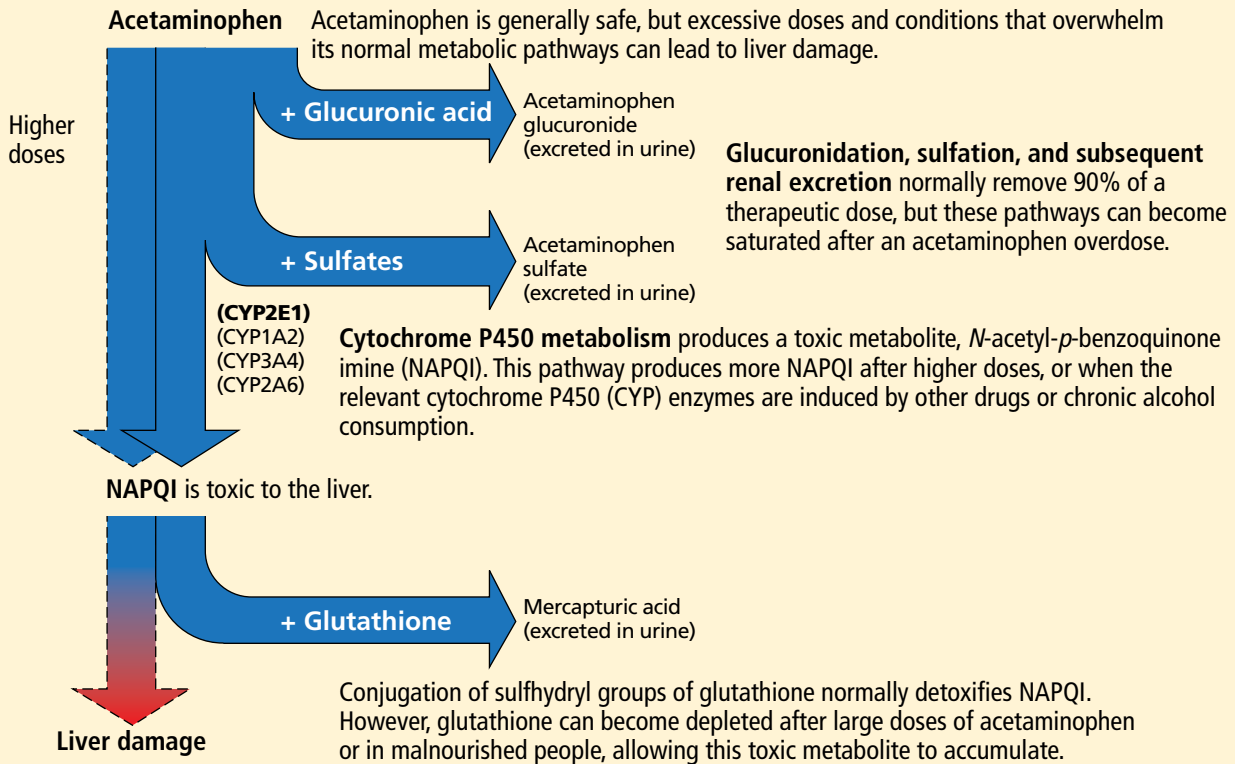 Acetaminophen
Acetaminophen is generally safe, but excessive doses and conditions that overwhelm
its normal metabolic pathways can lead to liver damage.
Higher
doses
+ Glucuronic acid
Acetaminophen
glucuronide
(excreted in urine)
Glucuronidation, sulfation, and subsequent
renal excretion normally remove 90% of a
therapeutic dose, but these pathways can become
saturated after an acetaminophen overdose.
+ Sulfates
Acetaminophen
sulfate
(excreted in urine)
(CYP2E1)
(CYP1A2)
(CYP3A4)
(CYP2A6)
Cytochrome P450 metabolism produces a toxic metabolite, N-acetyl-p-benzoquinone
imine (NAPQI). This pathway produces more NAPQI after higher doses, or when the
relevant cytochrome P450 (CYP) enzymes are induced by other drugs or chronic alcohol
consumption.
NAPQI is toxic to the liver.
+ Glutathione
Mercapturic acid
(excreted in urine)
Conjugation of sulfhydryl groups of glutathione normally detoxifies NAPQI.
However, glutathione can become depleted after large doses of acetaminophen
or in malnourished people, allowing this toxic metabolite to accumulate.
Liver damage